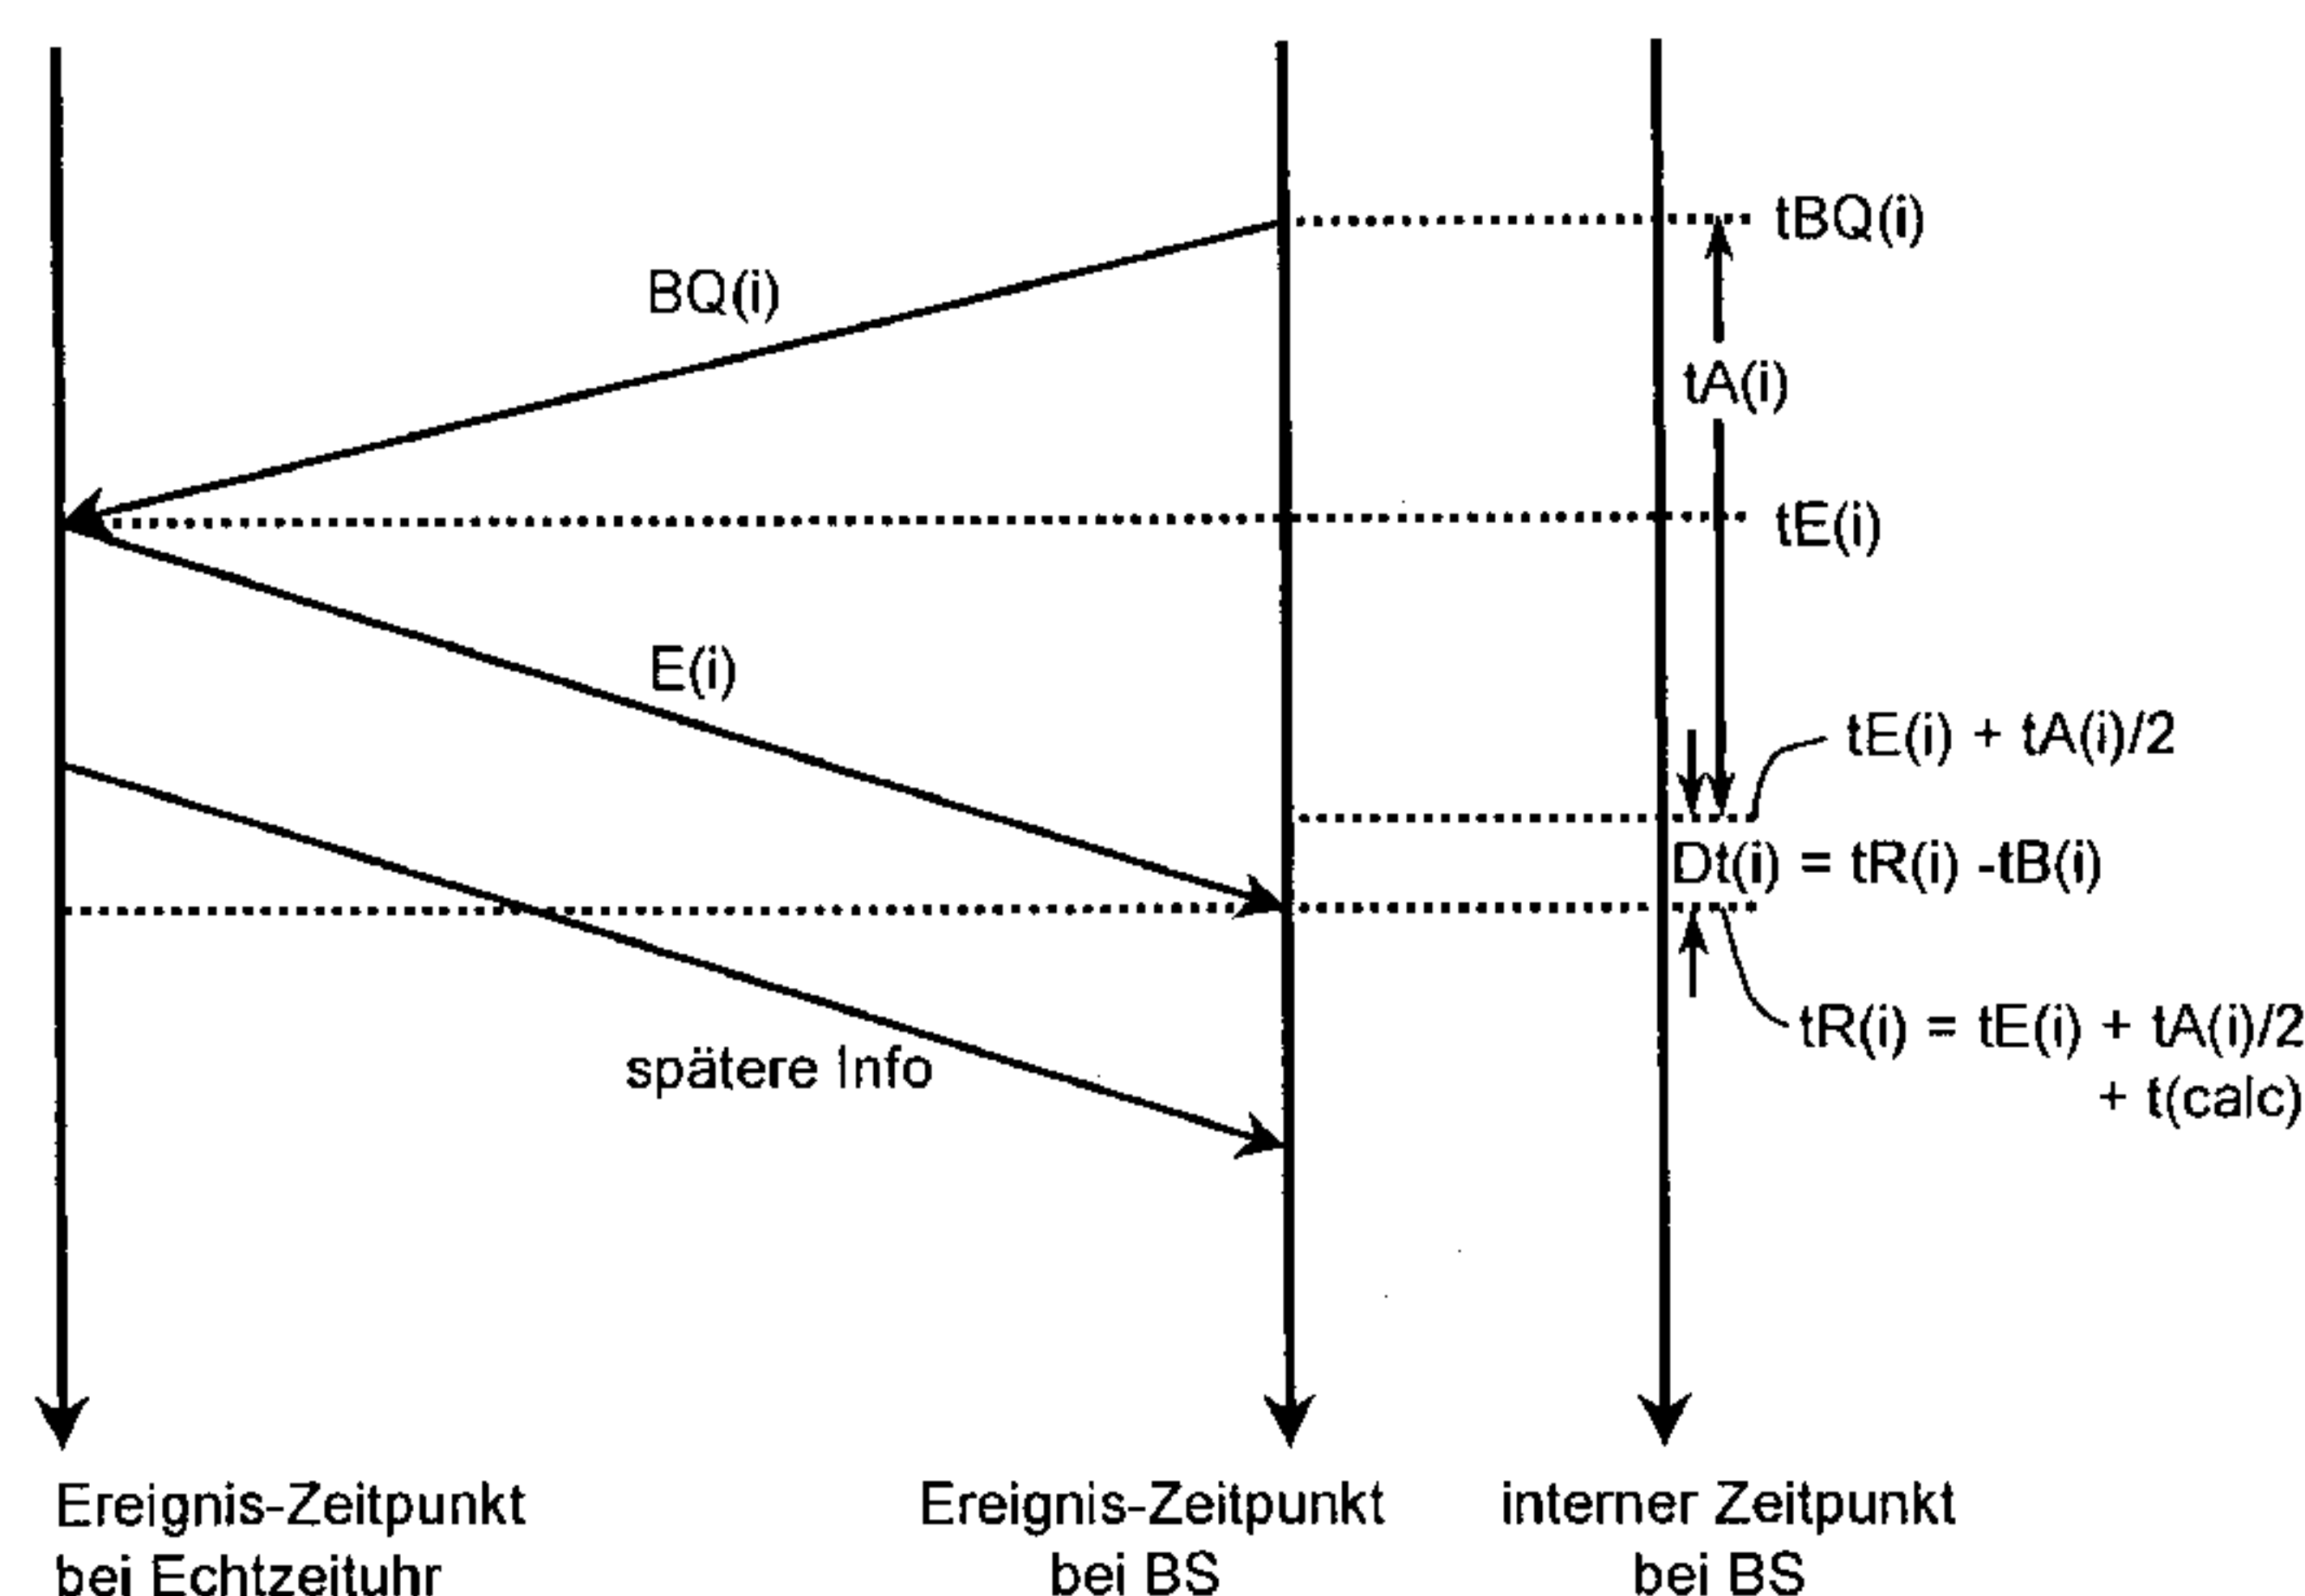 tBQ(i)
BQ(i)
tA(i)
tE(i)
E(i)
tE(i) + tA(i)/2
Dt(i) = tR(i) -tB(i)
tR(i) = tE(i) + tA(i)/2
+ t(calc)
spätere Info
Ereignis-Zeitpunkt
bei Echtzeituhr
Ereignis-Zeitpunkt
bei BS
interner Zeitpunkt
bei BS